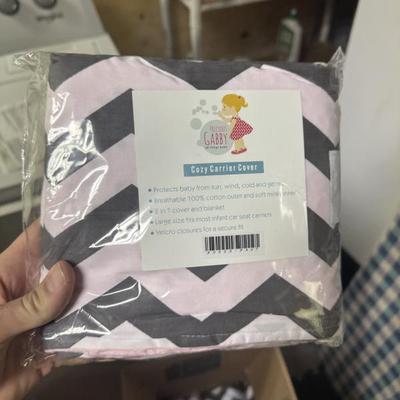 PRECIOUS
GABBY
Cozy Carrier Cover
• Protects baby from sun, wind, cold and germs
• Breathable 100% cotton outer and soft minky inner
• 2 in 1 cover and blanket
• Large size fits most infant car seat carriers
• Velcro closures for a secure fit